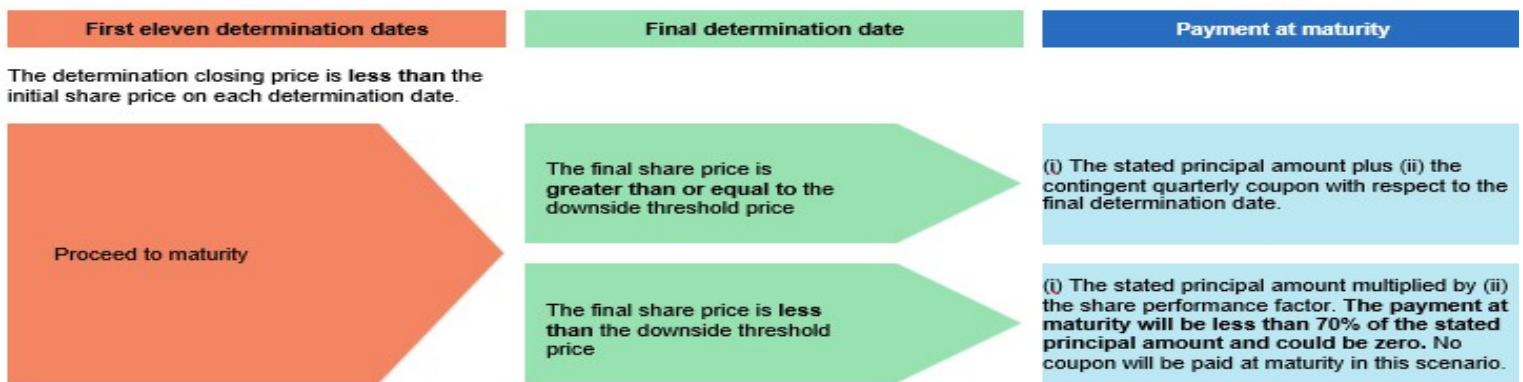 First eleven determination dates
Final determination date
Payment at maturity
The determination closing price is less than the
initial share price on each determination date.
Proceed to maturity
The final share price is
greater than or equal to the
downside threshold price
(i) The stated principal amount plus (ii) the
contingent quarterly coupon with respect to the
final determination date.
The final share price is less
than the downside threshold
price
(i) The stated principal amount multiplied by (ii)
the share performance factor. The payment at
maturity will be less than 70% of the stated
principal amount and could be zero. No
coupon will be paid at maturity in this scenario.